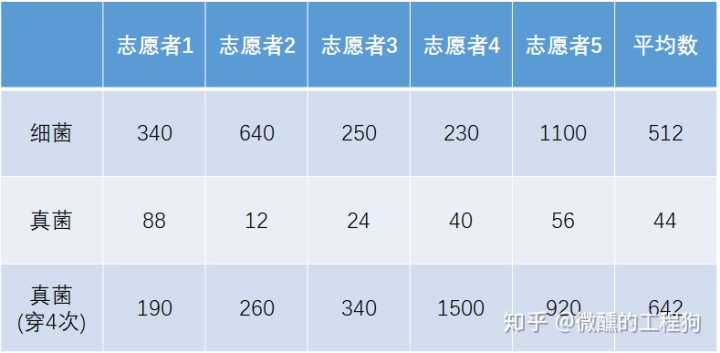 志愿者1 志愿者2 志愿者3 志愿者4 志愿者5 平均数
细菌 340 640 250 230 1100 512
真菌 88 12 24 40 56 44
真菌
(穿4次) 190 260 340 1500 920 642
知乎 @微醺的工程狗